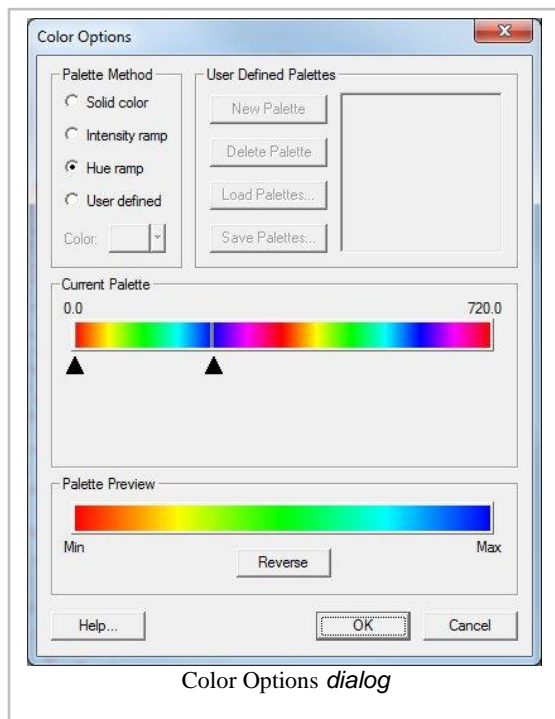 Color Options
Palette Method
Solid color
Intensity ramp
Hue ramp
User defined
Color:
User Defined Palettes
New Palette
Delete Palette
Load Palettes...
Save Palettes...
Current Palette
0.0 720.0
Palette Preview
Min Max
Reverse
Help... OK Cancel
Color Options dialog